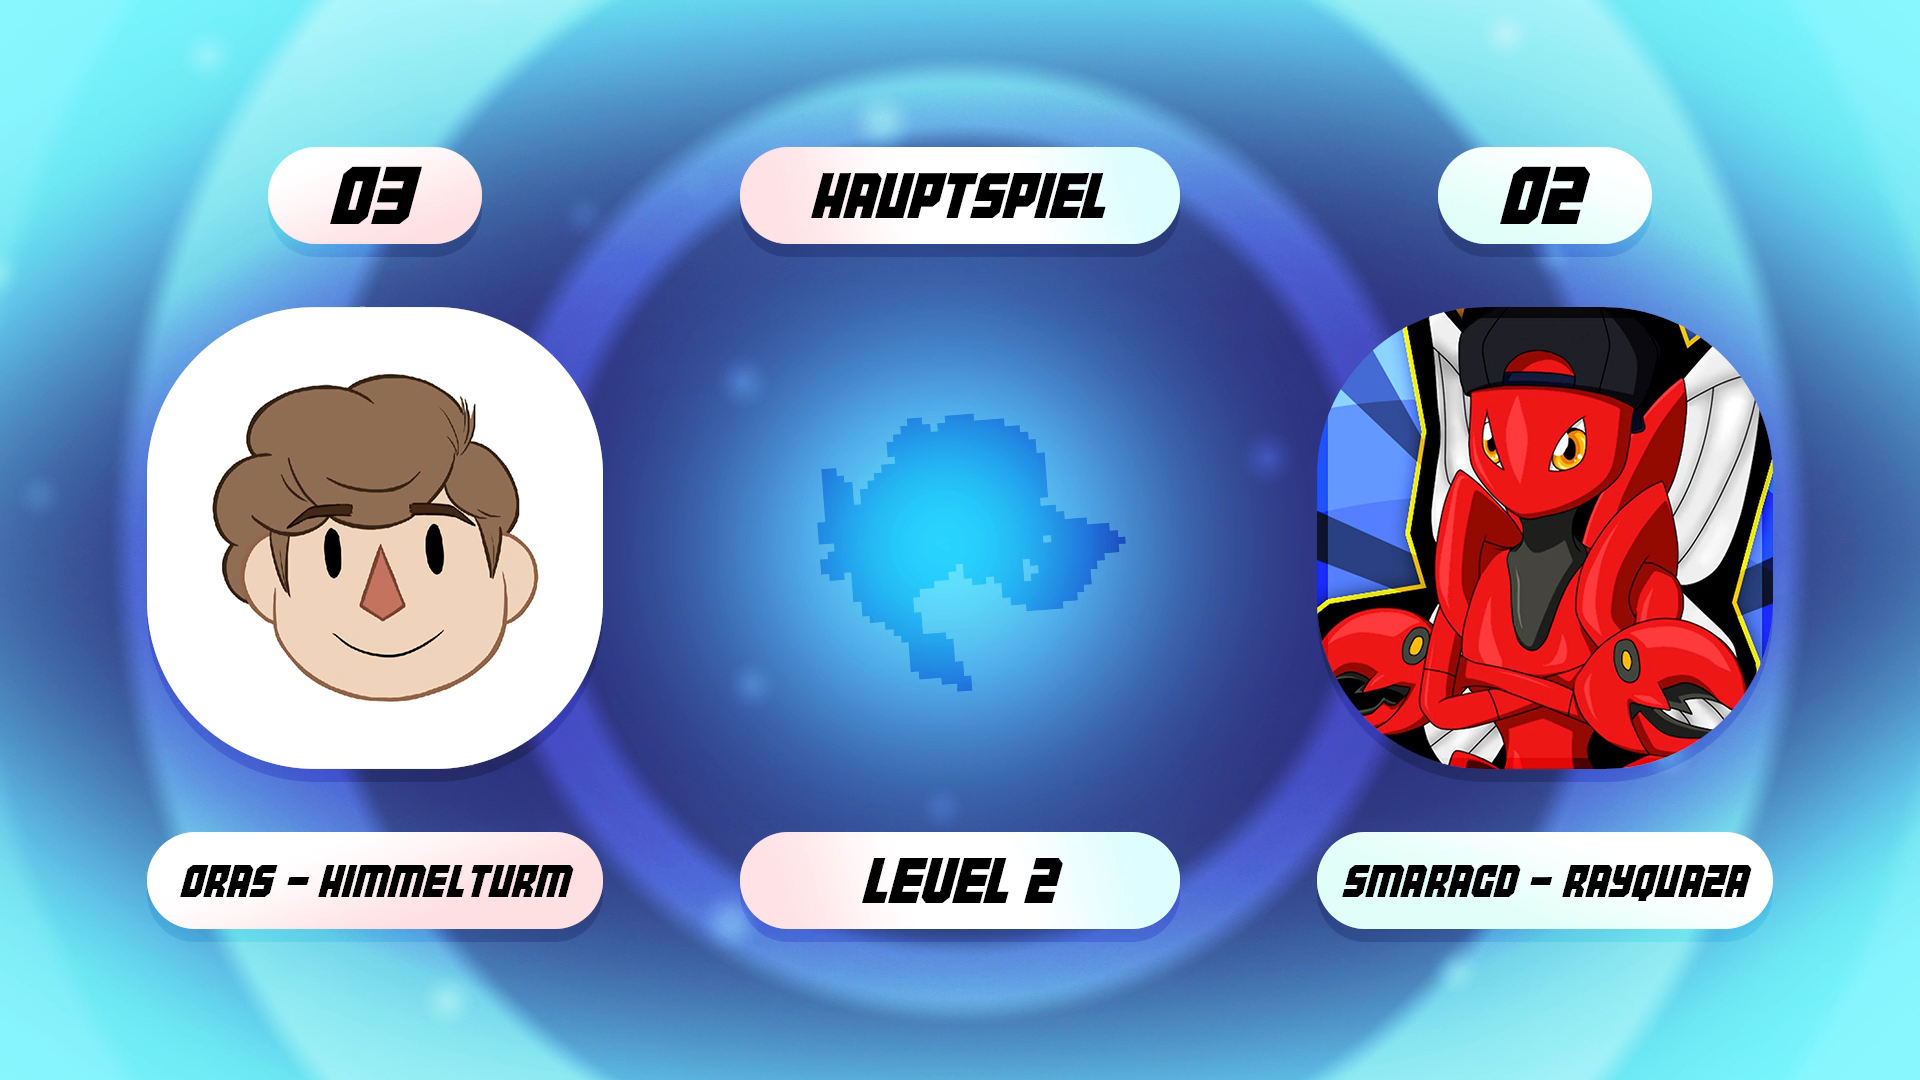 03
HAUPTSPIEL
02
ORAS - HIMMELTURM
LEVEL 2
SMARAGD - RAYQUAZA